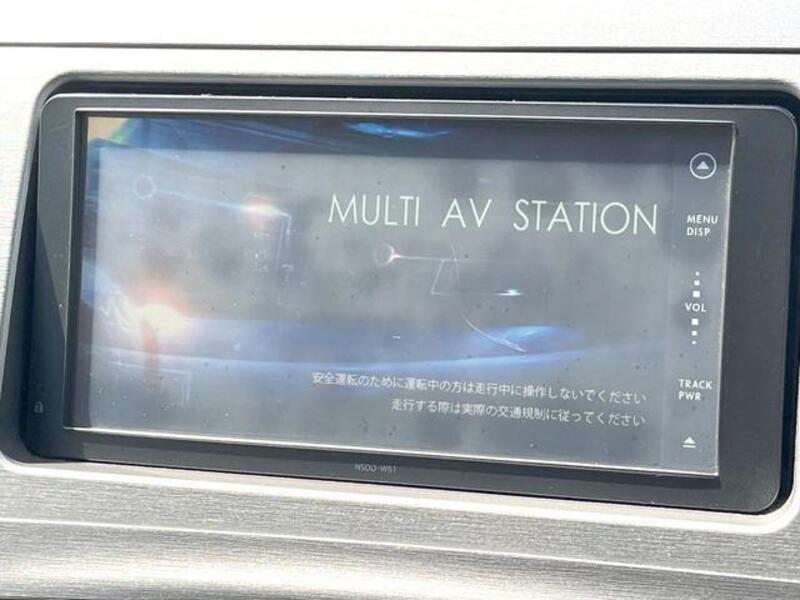 MULTI AV STATION
MENU
DISP
VOL
安全運転のために運転中の方は走行中に操作しないでください
走行する際は実際の交通規制に従ってください
TRACK
PWR
NSDD-W61